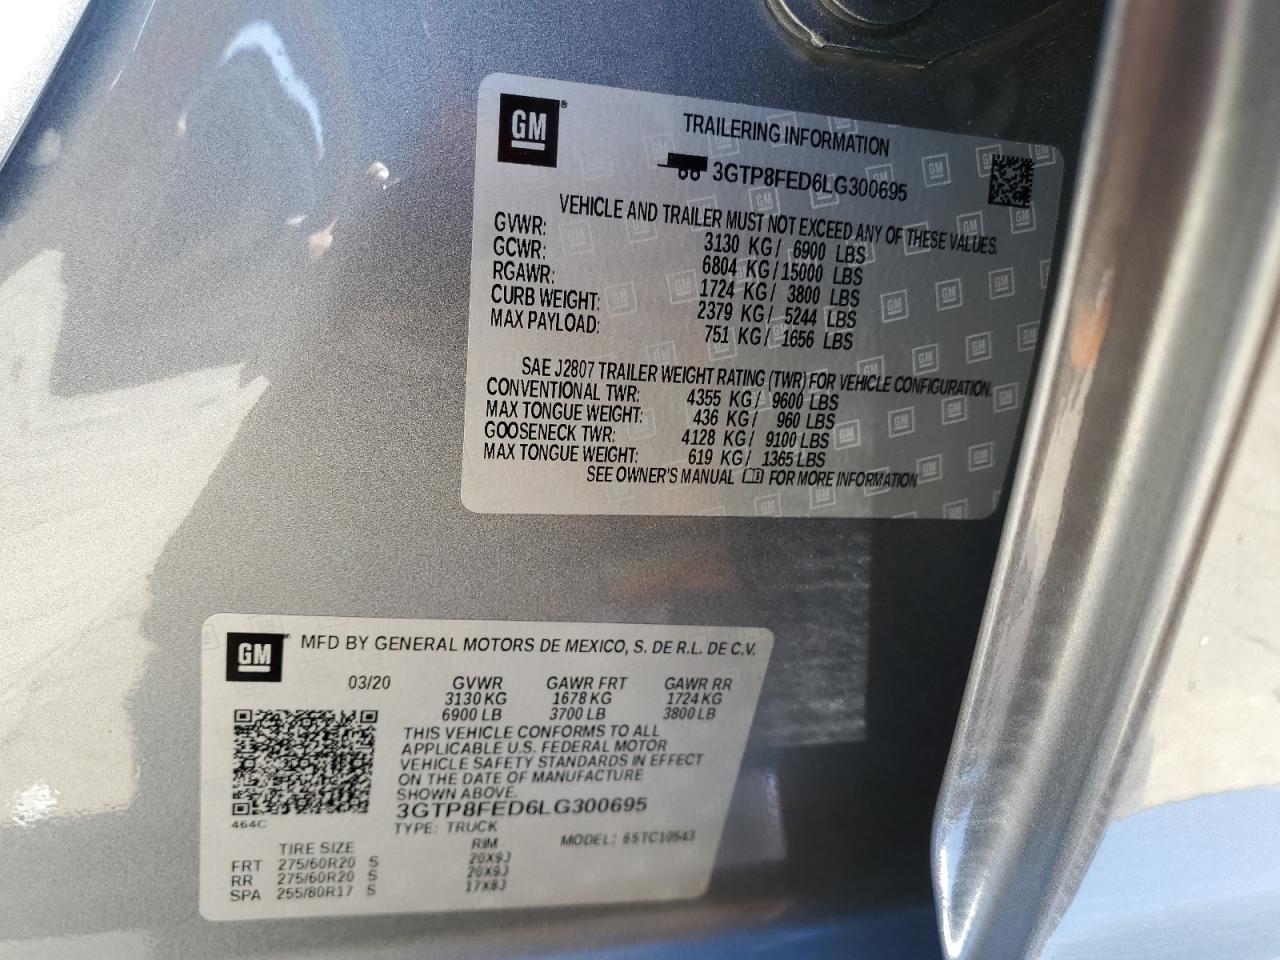 GM
TRAILERING INFORMATION
3GTP8FED6LG300695
VEHICLE AND TRAILER MUST NOT EXCEED ANY OF THESE VALUES.
GVWR: 3130 KG / 6900 LBS
GCWR: 6804 KG / 15000 LBS
RGAWR: 1724 KG / 3800 LBS
CURB WEIGHT: 2379 KG / 5244 LBS
MAX PAYLOAD: 751 KG / 1656 LBS
SAE J2807 TRAILER WEIGHT RATING (TWR) FOR VEHICLE CONFIGURATION.
CONVENTIONAL TWR: 4355 KG / 9600 LBS
MAX TONGUE WEIGHT: 436 KG / 960 LBS
GOOSENECK TWR: 4128 KG / 9100 LBS
MAX TONGUE WEIGHT: 619 KG / 1365 LBS
SEE OWNER'S MANUAL FOR MORE INFORMATION
GM
MFD BY GENERAL MOTORS DE MEXICO, S. DE R.L. DE C.V.
03/20 GVWR GAWR FRT GAWR RR
3130 KG 1678 KG 1724 KG
6900 LB 3700 LB 3800 LB
THIS VEHICLE CONFORMS TO ALL
APPLICABLE U.S. FEDERAL MOTOR
VEHICLE SAFETY STANDARDS IN EFFECT
ON THE DATE OF MANUFACTURE
SHOWN ABOVE.
3GTP8FED6LG300695
464C
TYPE: TRUCK MODEL: 65TC10543
TIRE SIZE RIM
FRT 275/60R20 S 20X9J
RR 275/60R20 S 20X9J
SPA 255/80R17 S 17X8J